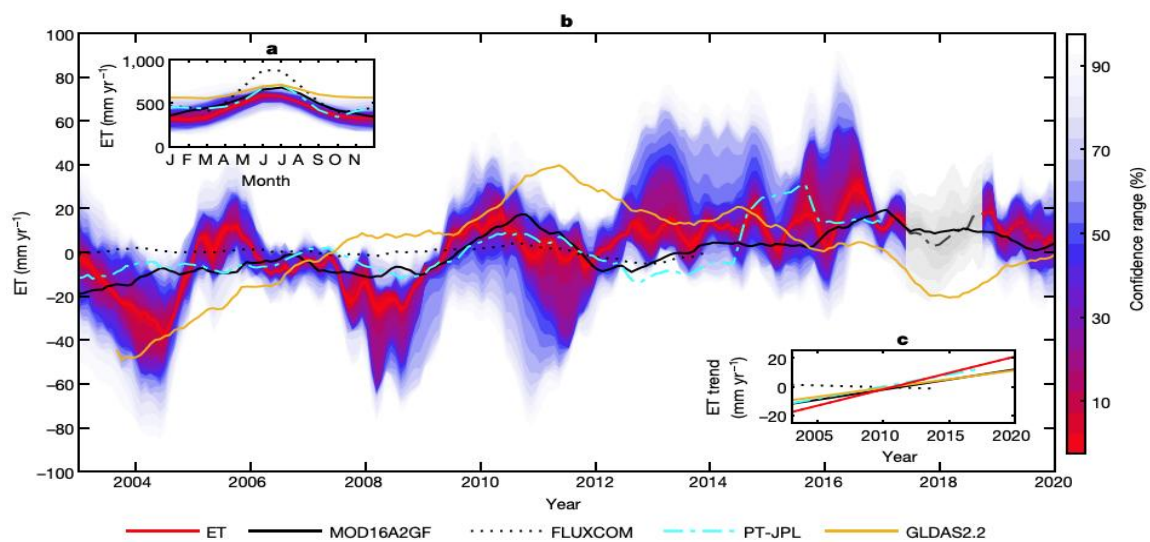 b
a
1,000
500
0
ET (mm yr⁻¹)
J F M A M J J A S O N
Month
100
80
60
40
20
0
−20
−40
−60
−80
−100
ET (mm yr⁻¹)
c
20
0
−20
ET trend
(mm yr⁻¹)
2005 2010 2015 2020
Year
2004 2006 2008 2010 2012 2014 2016 2018 2020
Year
90
70
50
30
10
Confidence range (%)
ET MOD16A2GF FLUXCOM PT-JPL GLDAS2.2